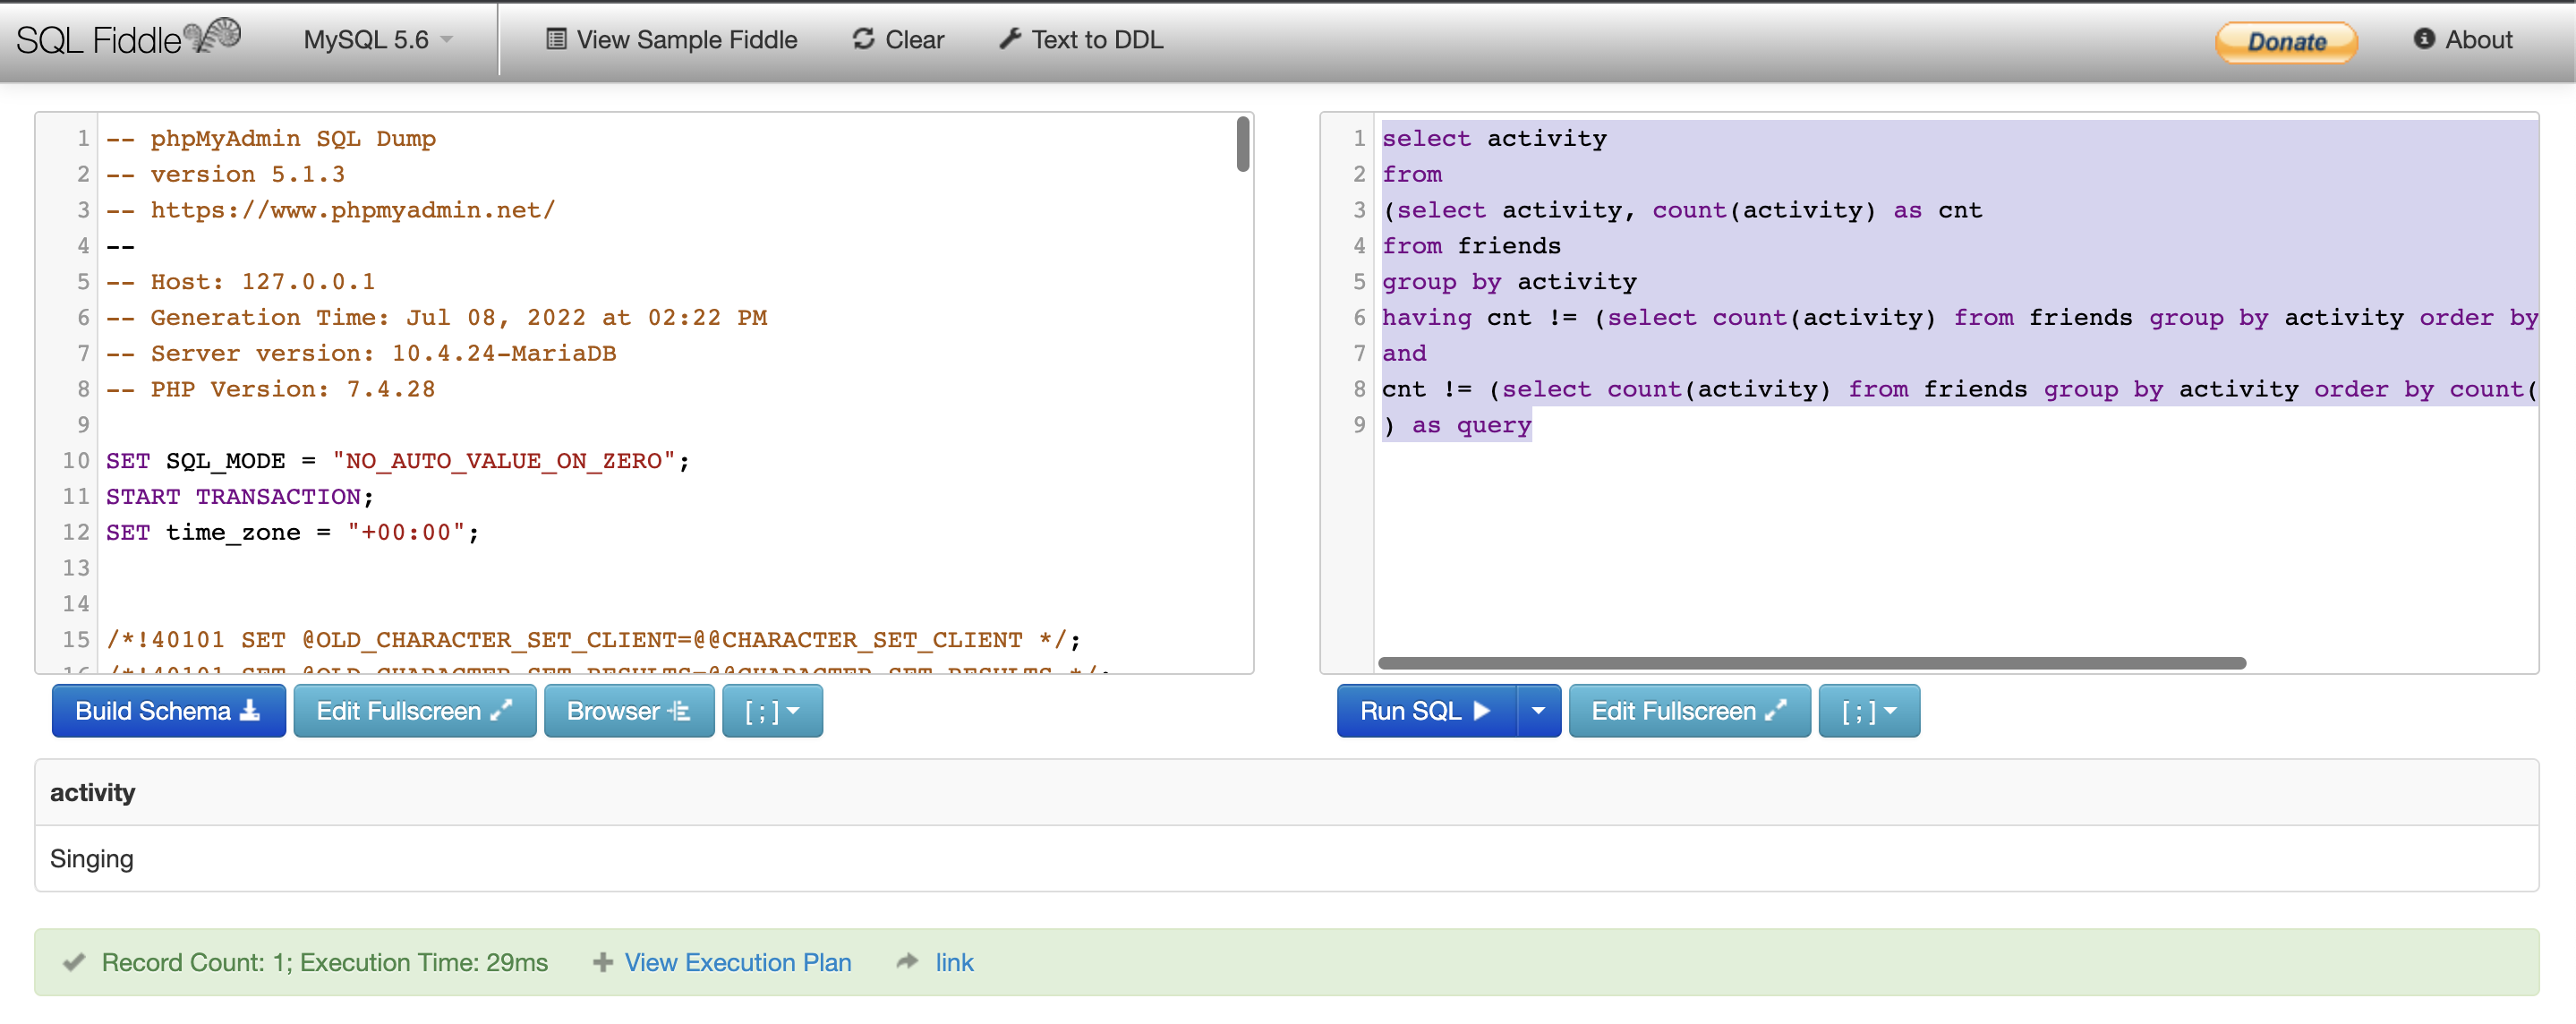 SQL Fiddle MySQL 5.6 View Sample Fiddle Clear Text to DDL Donate About
1 -- phpMyAdmin SQL Dump
2 -- version 5.1.3
3 -- https://www.phpmyadmin.net/
4 --
5 -- Host: 127.0.0.1
6 -- Generation Time: Jul 08, 2022 at 02:22 PM
7 -- Server version: 10.4.24-MariaDB
8 -- PHP Version: 7.4.28
9
10 SET SQL_MODE = "NO_AUTO_VALUE_ON_ZERO";
11 START TRANSACTION;
12 SET time_zone = "+00:00";
13
14
15 /*!40101 SET @OLD_CHARACTER_SET_CLIENT=@@CHARACTER_SET_CLIENT */;
16 /*!40101 SET @OLD_CHARACTER_SET_RESULTS=@@CHARACTER_SET_RESULTS */;
Build Schema Edit Fullscreen Browser [ ; ]
1 select activity
2 from
3 (select activity, count(activity) as cnt
4 from friends
5 group by activity
6 having cnt != (select count(activity) from friends group by activity order by
7 and
8 cnt != (select count(activity) from friends group by activity order by count(
9 ) as query
Run SQL Edit Fullscreen [ ; ]
activity
Singing
Record Count: 1; Execution Time: 29ms View Execution Plan link